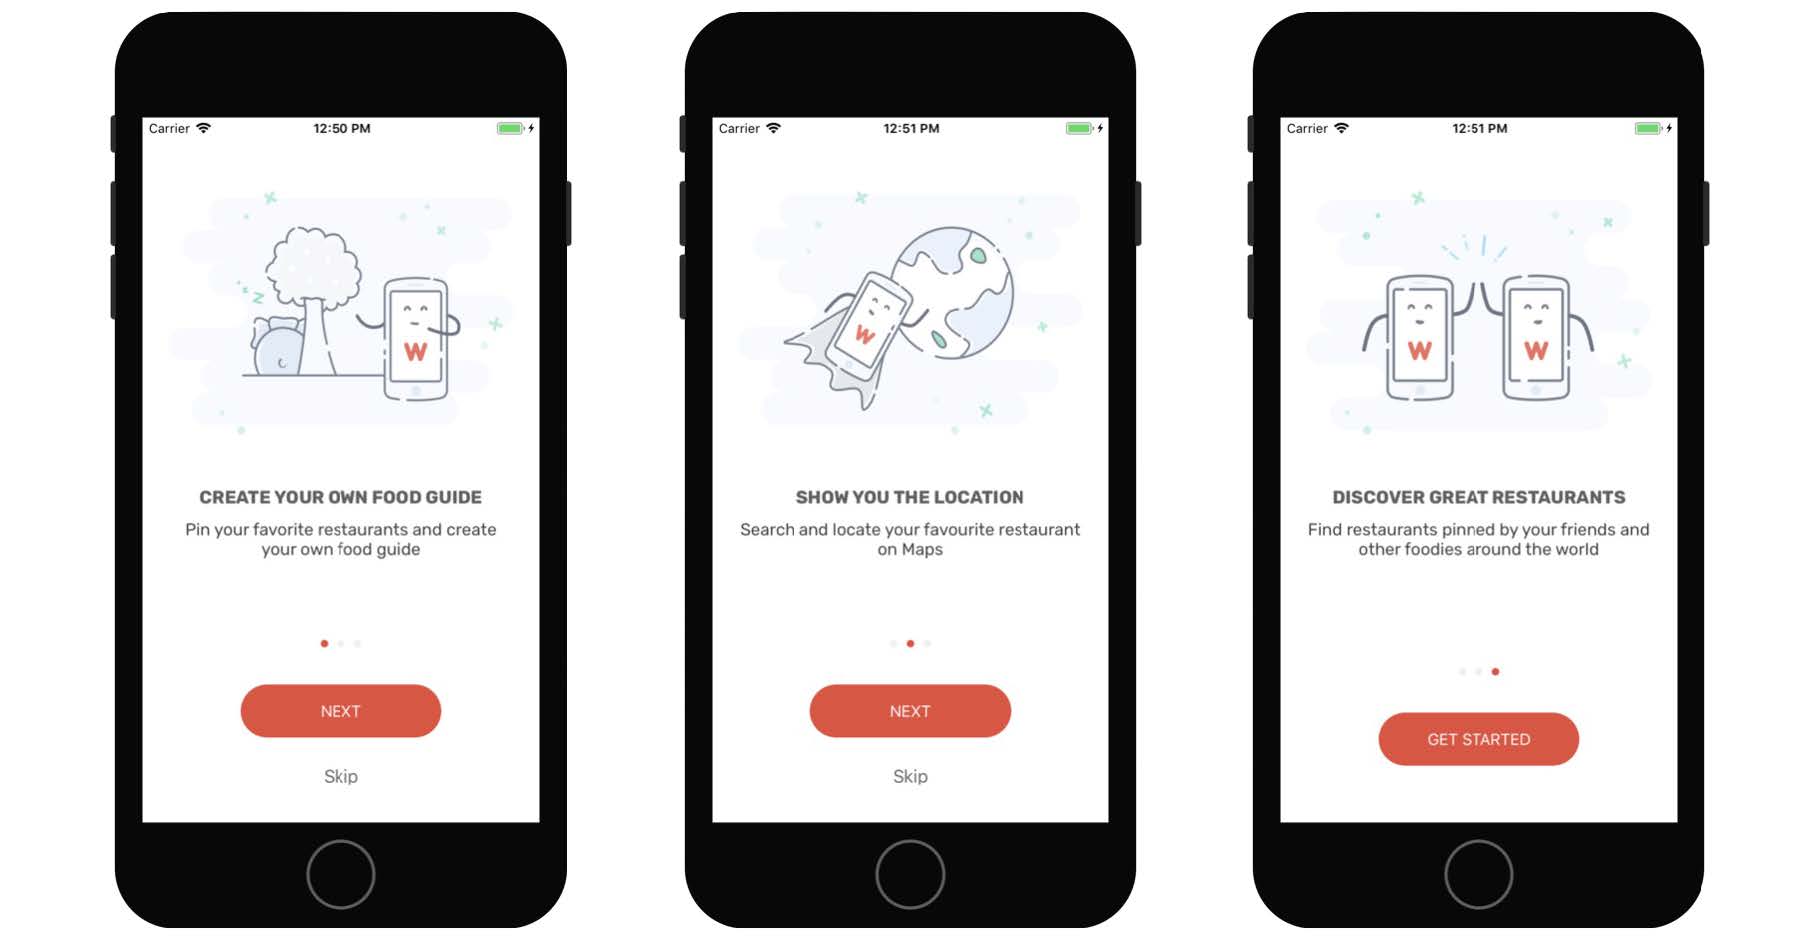 Carrier 12:50 PM
z z
W
CREATE YOUR OWN FOOD GUIDE
Pin your favorite restaurants and create
your own food guide
NEXT
Skip
Carrier 12:51 PM
W
SHOW YOU THE LOCATION
Search and locate your favourite restaurant
on Maps
NEXT
Skip
Carrier 12:51 PM
W W
DISCOVER GREAT RESTAURANTS
Find restaurants pinned by your friends and
other foodies around the world
GET STARTED